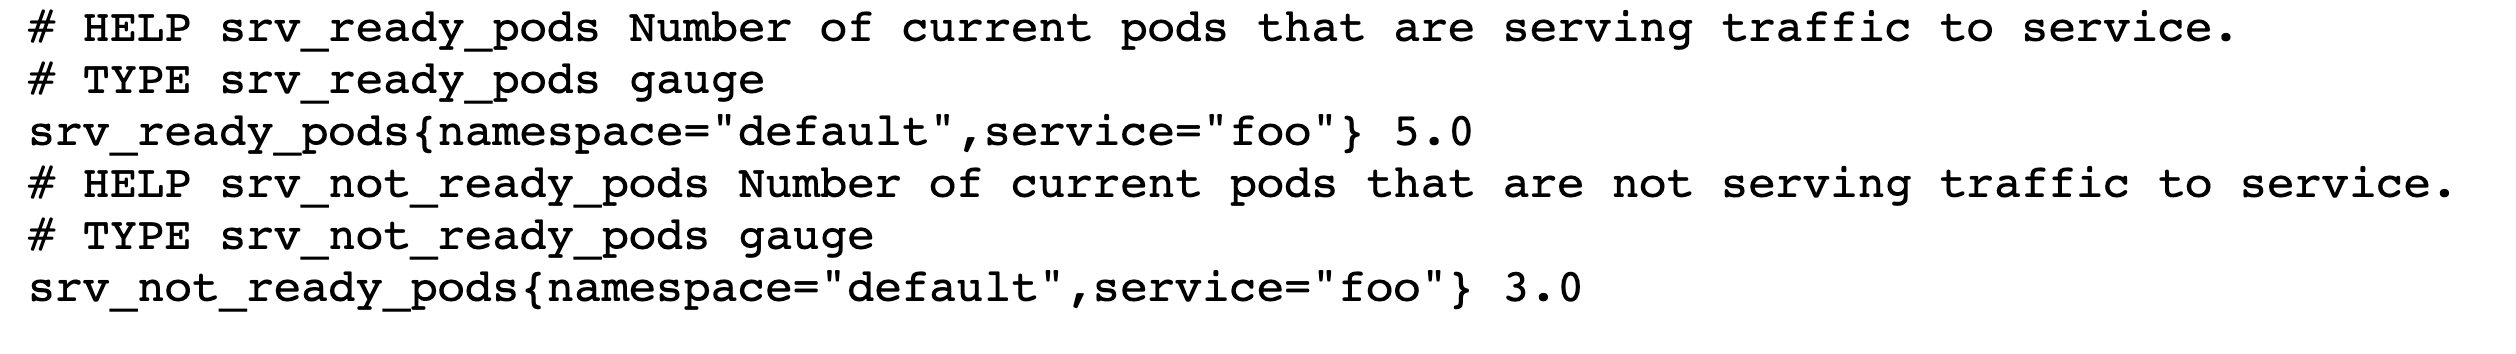 # HELP srv_ready_pods Number of current pods that are serving traffic to service.
# TYPE srv_ready_pods gauge
srv_ready_pods{namespace="default",service="foo"} 5.0
# HELP srv_not_ready_pods Number of current pods that are not serving traffic to service.
# TYPE srv_not_ready_pods gauge
srv_not_ready_pods{namespace="default",service="foo"} 3.0